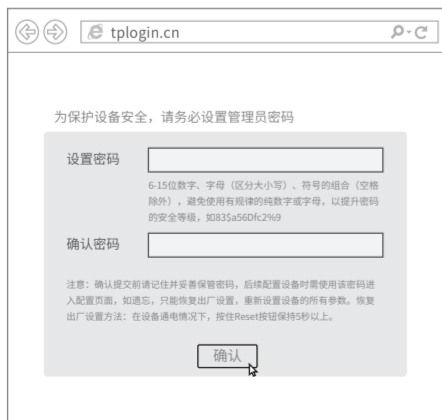 tplogin.cn
为保护设备安全，请务必设置管理员密码
设置密码
6-15位数字、字母（区分大小写）、符号的组合（空格
除外），避免使用有规律的纯数字或字母，以提升密码
的安全等级，如83$a56Dfc2%9
确认密码
注意：确认提交前请记住并妥善保管密码，后续配置设备时需使用该密码进
入配置页面，如遗忘，只能恢复出厂设置，重新设置设备的所有参数。恢复
出厂设置方法：在设备通电情况下，按住Reset按钮保持5秒以上。
确认